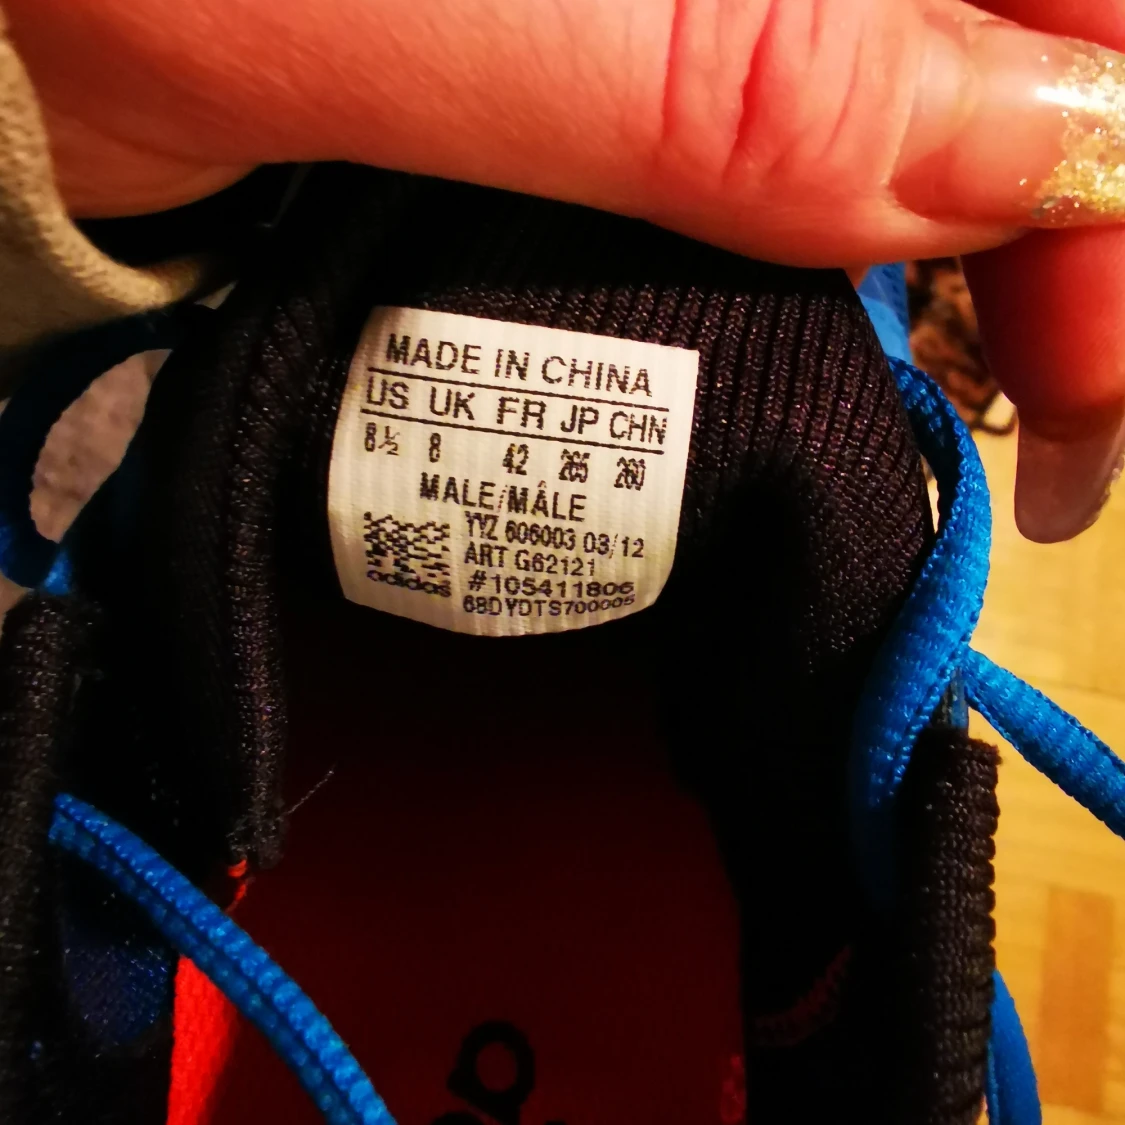 MADE IN CHINA
US UK FR JP CHN
8½ 8 42 265 260
MALE/MÂLE
YYZ 606003 03/12
ART G62121
#105411806
adidas
6BDYDTS700005